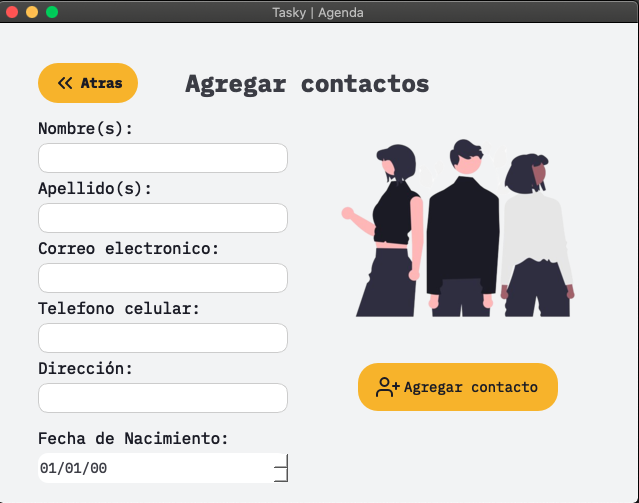 Tasky | Agenda
Atras
Agregar contactos
Nombre(s):
Apellido(s):
Correo electronico:
Telefono celular:
Dirección:
Agregar contacto
Fecha de Nacimiento:
01/01/00